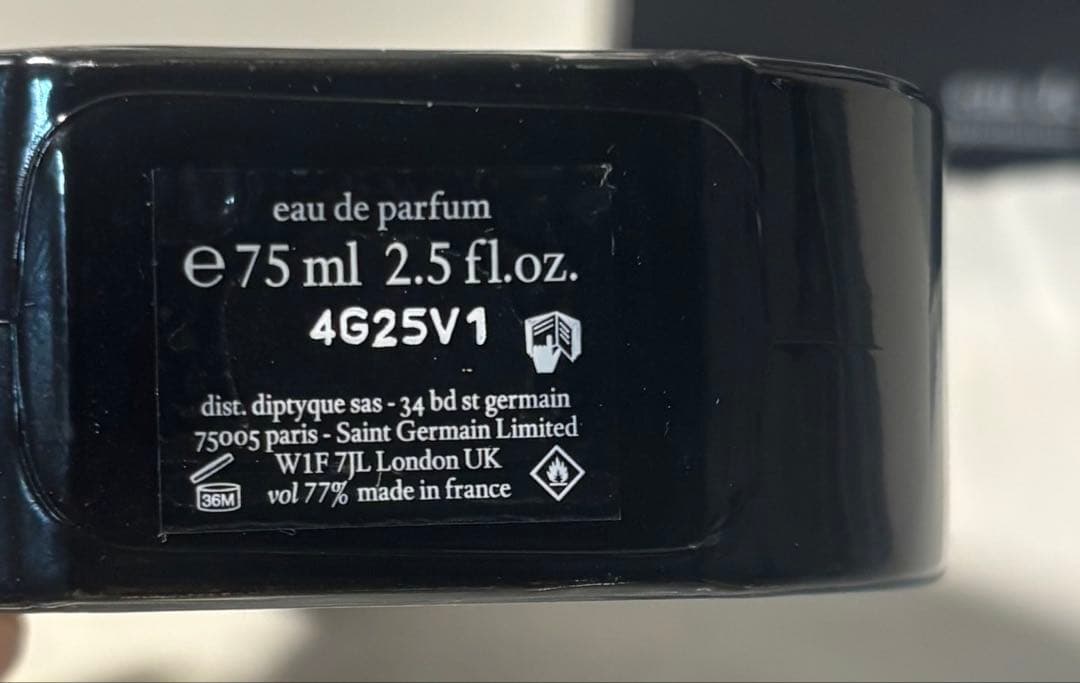 eau de parfum
℮ 75 ml 2.5 fl.oz.
4G25V1
dist. diptyque sas - 34 bd st germain
75005 paris - Saint Germain Limited
W1F 7JL London UK
36M
vol 77% made in france